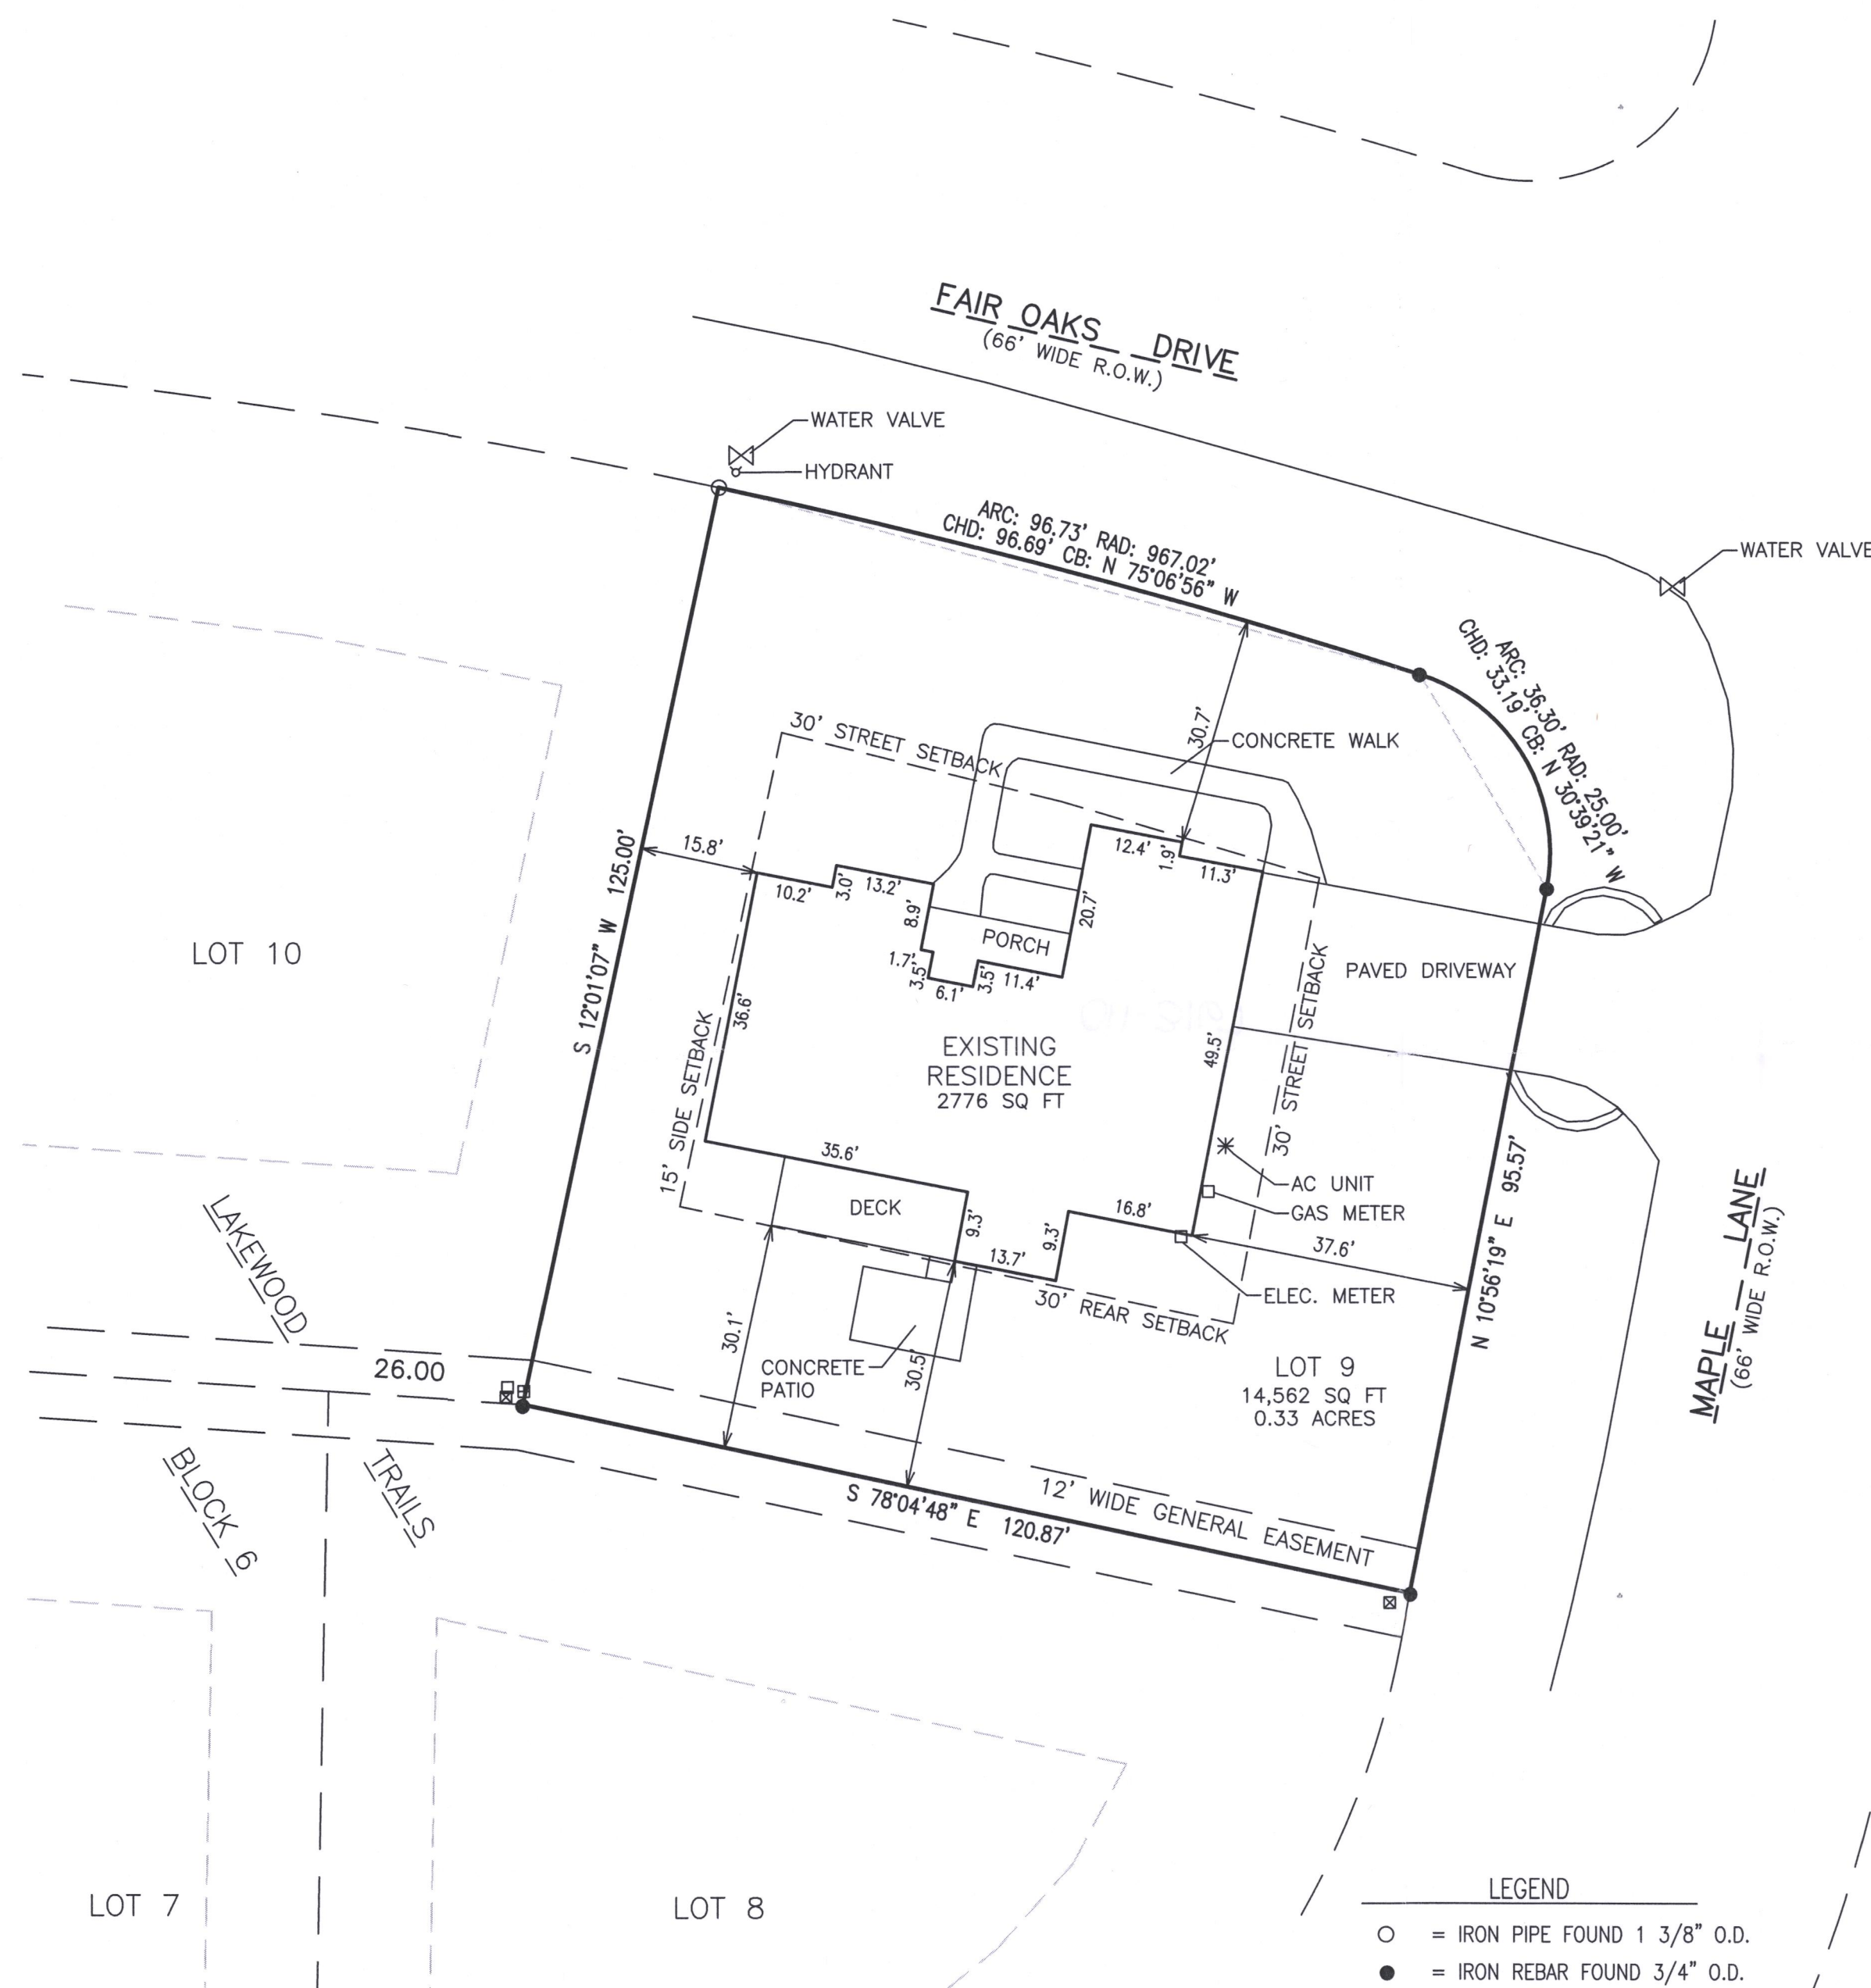 FAIR OAKS DRIVE
(66' WIDE R.O.W.)
WATER VALVE
HYDRANT
ARC: 96.73' RAD: 967.02'
CHD: 96.69' CB: N 75°06'56" W
WATER VALVE
ARC: 36.30' RAD: 25.00'
CHD: 33.19' CB: N 30°39'21" W
30.7'
CONCRETE WALK
30' STREET SETBACK
15.8'
12.4'
1.9'
11.3'
10.2'
3.0'
13.2'
8.9'
20.7'
PORCH
1.7'
3.5'
6.1'
3.5'
11.4'
S 12°01'07" W 125.00'
LOT 10
PAVED DRIVEWAY
30' STREET SETBACK
36.6'
49.5'
EXISTING
RESIDENCE
2776 SQ FT
15' SIDE SETBACK
35.6'
DECK
9.3'
13.7'
9.3'
16.8'
AC UNIT
GAS METER
37.6'
ELEC. METER
N 10°56'19" E 95.57'
MAPLE LANE
(66' WIDE R.O.W.)
30' REAR SETBACK
30.1'
30.5'
CONCRETE
PATIO
LOT 9
14,562 SQ FT
0.33 ACRES
LAKEWOOD
TRAILS
BLOCK 6
26.00
12' WIDE GENERAL EASEMENT
S 78°04'48" E 120.87'
LOT 7
LOT 8
LEGEND
= IRON PIPE FOUND 1 3/8" O.D.
= IRON REBAR FOUND 3/4" O.D.